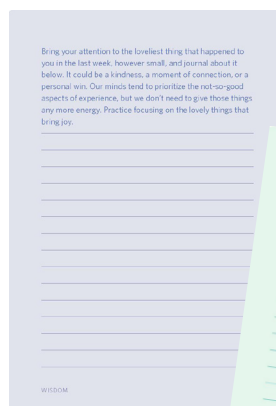 Bring your attention to the loveliest thing that happened to
you in the last week, however small, and journal about it
below. It could be a kindness, a moment of connection, or a
personal win. Our minds tend to prioritize the not-so-good
aspects of experience, but we don't need to give those things
any more energy. Practice focusing on the lovely things that
bring joy.
WISDOM